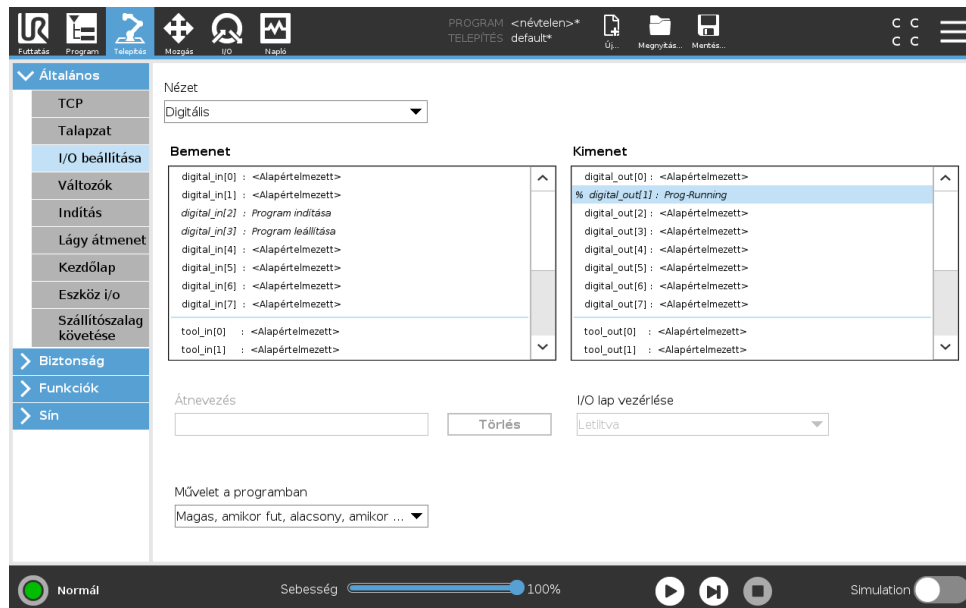 UR
Futtatás
Program
Telepítés
Mozgás
I/O
Napló
PROGRAM <névtelen>*
TELEPÍTÉS default*
Új...
Megnyitás...
Mentés...
C C
C C
Általános
TCP
Talapzat
I/O beállítása
Változók
Indítás
Lágy átmenet
Kezdőlap
Eszköz i/o
Szállítószalag
követése
Biztonság
Funkciók
Sín
Nézet
Digitális
Bemenet
digital_in[0] : <Alapértelmezett>
digital_in[1] : <Alapértelmezett>
digital_in[2] : Program indítása
digital_in[3] : Program leállítása
digital_in[4] : <Alapértelmezett>
digital_in[5] : <Alapértelmezett>
digital_in[6] : <Alapértelmezett>
digital_in[7] : <Alapértelmezett>
tool_in[0] : <Alapértelmezett>
tool_in[1] : <Alapértelmezett>
Kimenet
digital_out[0] : <Alapértelmezett>
% digital_out[1] : Prog-Running
digital_out[2] : <Alapértelmezett>
digital_out[3] : <Alapértelmezett>
digital_out[4] : <Alapértelmezett>
digital_out[5] : <Alapértelmezett>
digital_out[6] : <Alapértelmezett>
digital_out[7] : <Alapértelmezett>
tool_out[0] : <Alapértelmezett>
tool_out[1] : <Alapértelmezett>
Átnevezés
Törlés
I/O lap vezérlése
Letiltva
Művelet a programban
Magas, amikor fut, alacsony, amikor ...
Normál
Sebesség
100%
Simulation